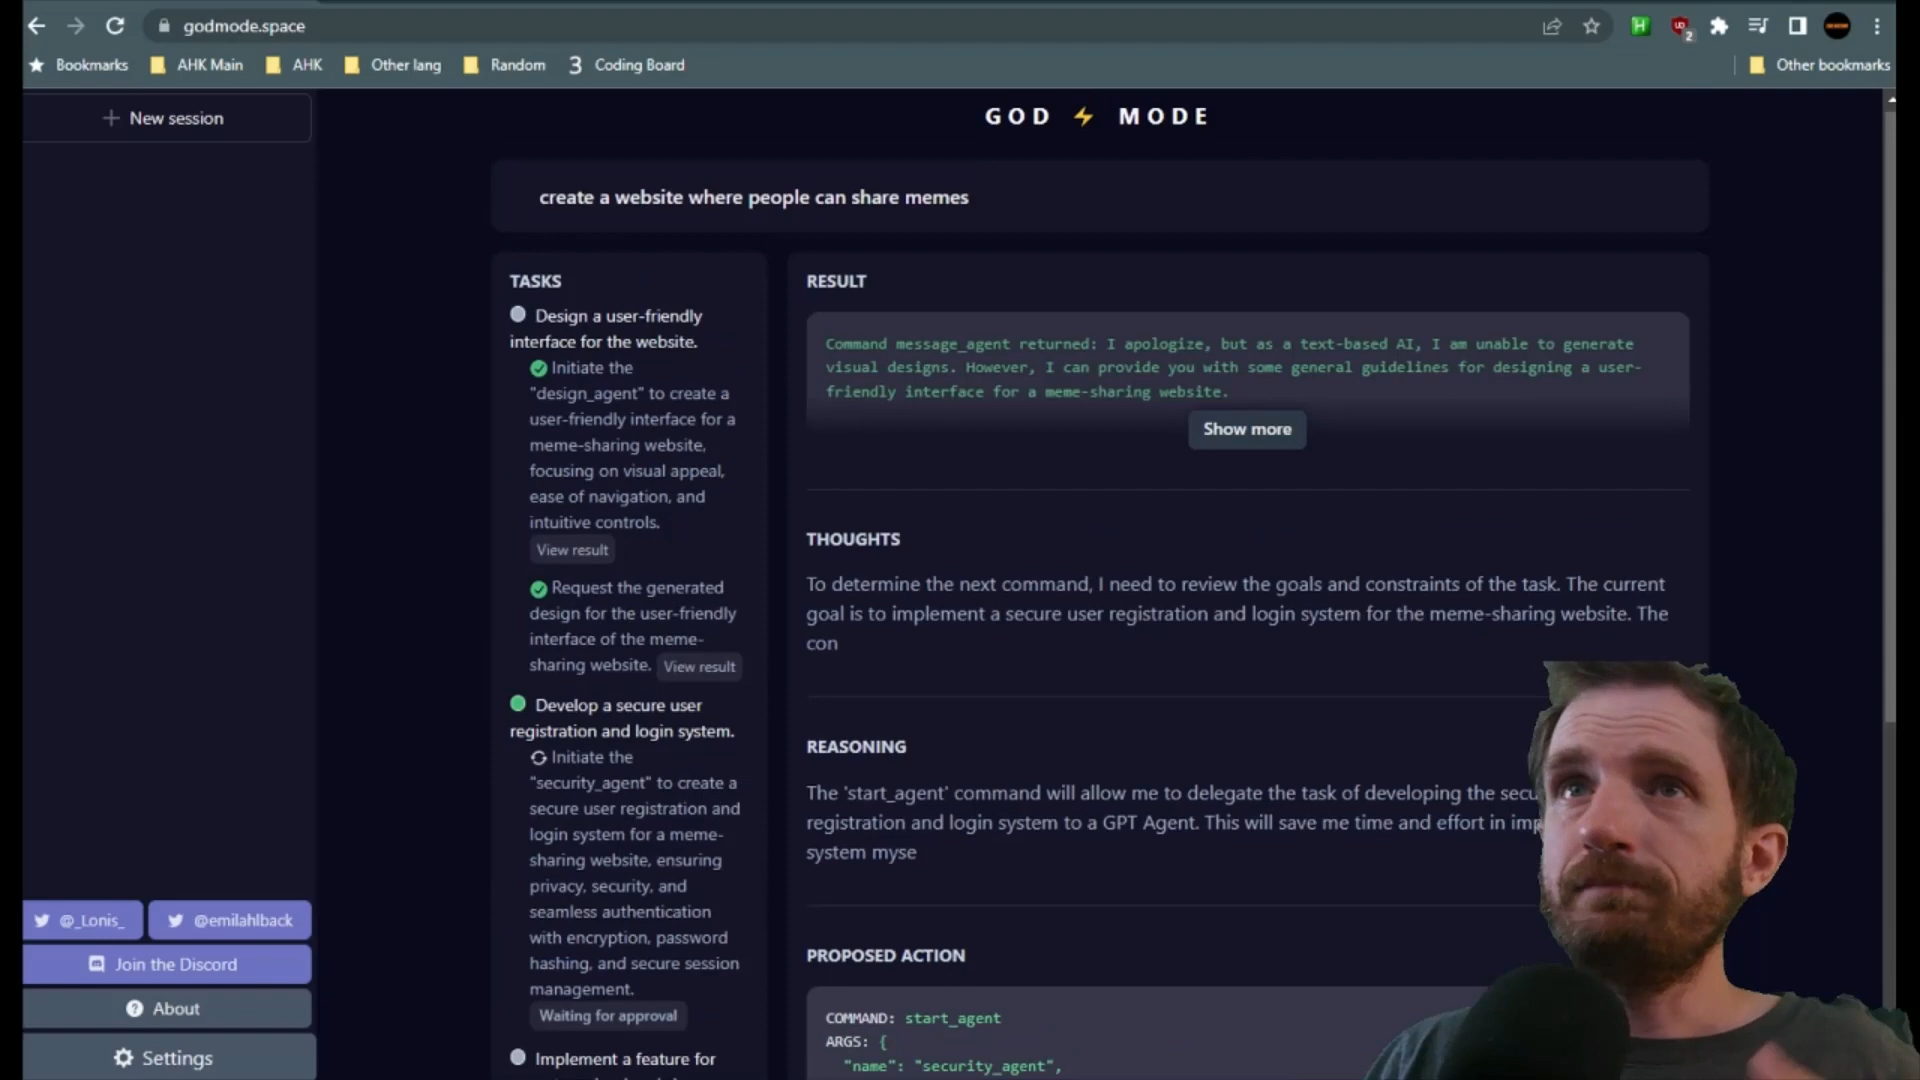 godmode.space
2
Bookmarks AHK Main AHK Other lang Random 3 Coding Board Other bookmarks
New session
GOD ⚡ MODE
create a website where people can share memes
TASKS
Design a user-friendly
interface for the website.
Initiate the
"design_agent" to create a
user-friendly interface for a
meme-sharing website,
focusing on visual appeal,
ease of navigation, and
intuitive controls.
View result
Request the generated
design for the user-friendly
interface of the meme-
sharing website. View result
Develop a secure user
registration and login system.
Initiate the
"security_agent" to create a
secure user registration and
login system for a meme-
sharing website, ensuring
privacy, security, and
seamless authentication
with encryption, password
hashing, and secure session
management.
Waiting for approval
Implement a feature for
RESULT
Command message_agent returned: I apologize, but as a text-based AI, I am unable to generate
visual designs. However, I can provide you with some general guidelines for designing a user-
friendly interface for a meme-sharing website.
Show more
THOUGHTS
To determine the next command, I need to review the goals and constraints of the task. The current
goal is to implement a secure user registration and login system for the meme-sharing website. The
con
REASONING
The 'start_agent' command will allow me to delegate the task of developing the secu
registration and login system to a GPT Agent. This will save me time and effort in imp
system myse
PROPOSED ACTION
COMMAND: start_agent
ARGS: {
"name": "security_agent",
@_Lonis_ @emilahlback
Join the Discord
About
Settings